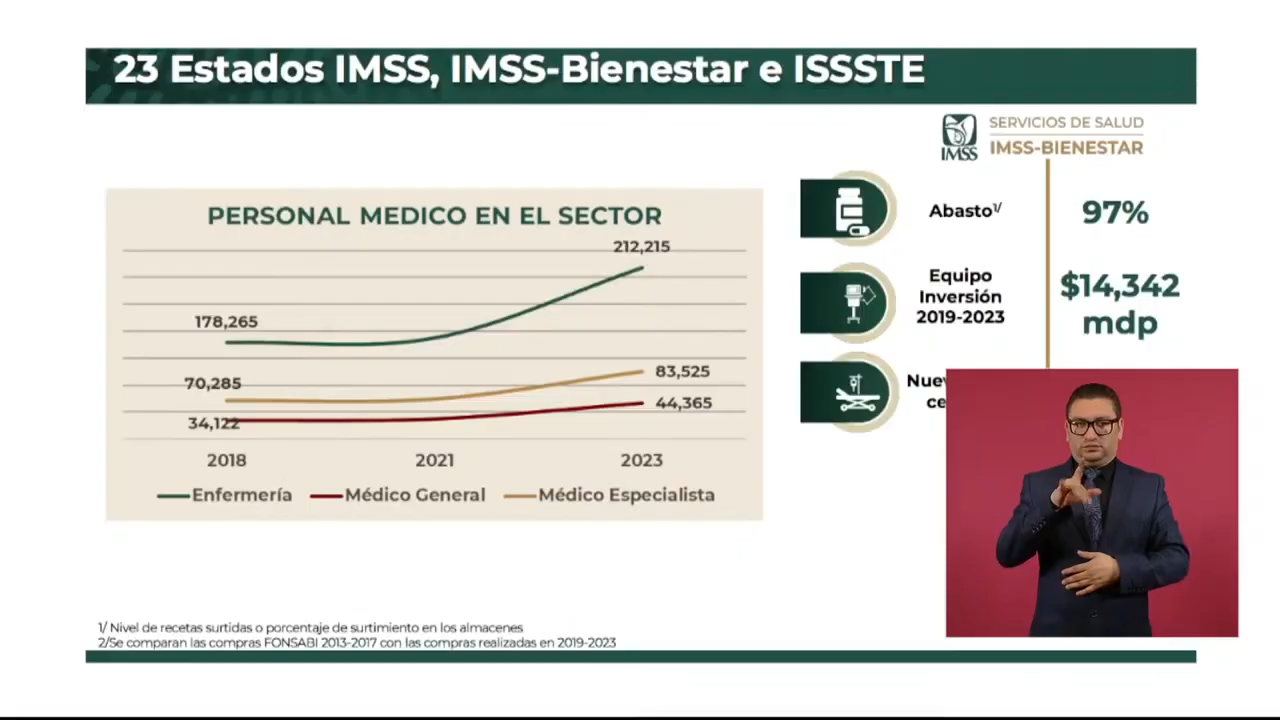 23 Estados IMSS, IMSS-Bienestar e ISSSTE
IMSS
SERVICIOS DE SALUD
IMSS-BIENESTAR
PERSONAL MEDICO EN EL SECTOR
212,215
178,265
70,285
83,525
34,122
44,365
2018
2021
2023
Enfermería
Médico General
Médico Especialista
Abasto1/
97%
Equipo
Inversión
2019-2023
$14,342
mdp
1/ Nivel de recetas surtidas o porcentaje de surtimiento en los almacenes
2/Se comparan las compras FONSABI 2013-2017 con las compras realizadas en 2019-2023